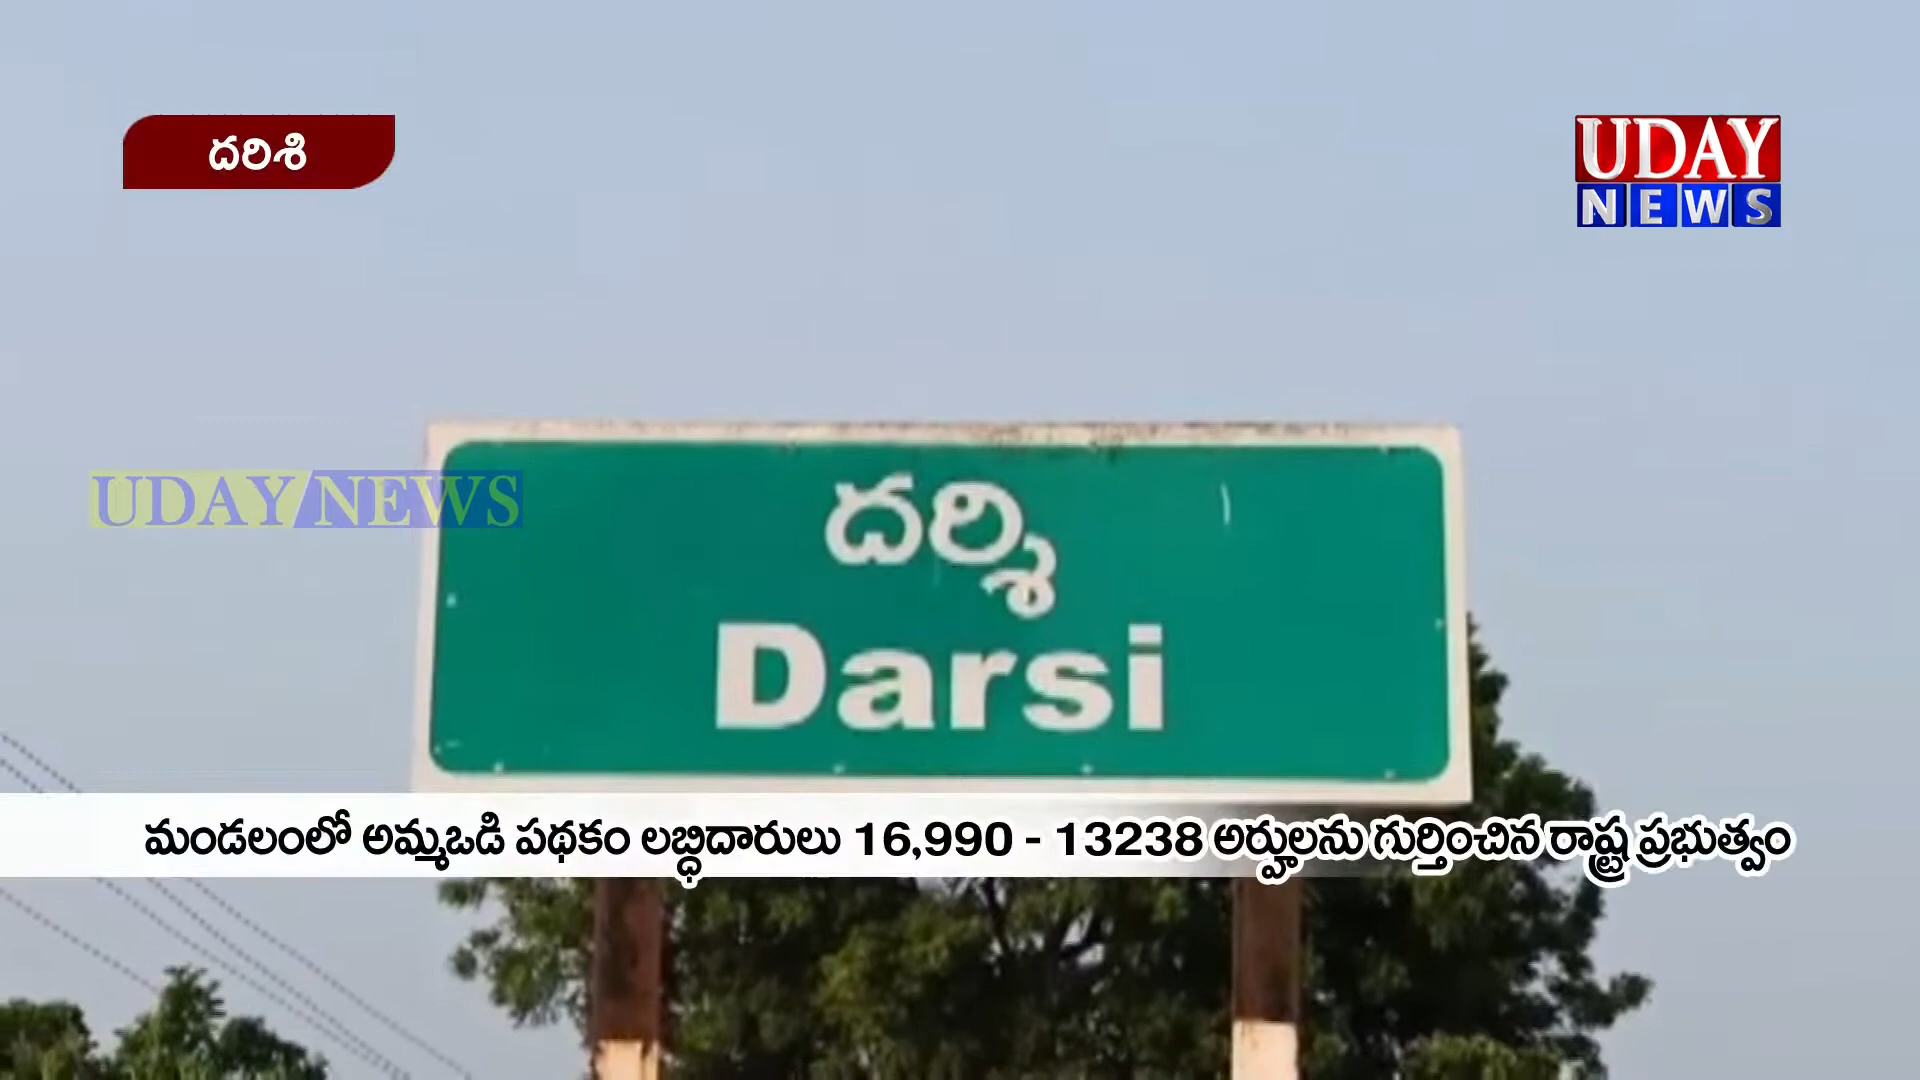 దరిశి
UDAY
NEWS
UDAY NEWS
దర్శి
Darsi
మండలంలో అమ్మఒడి పథకం లబ్ధిదారులు 16,990 - 13238 అర్హులను గుర్తించిన రాష్ట్ర ప్రభుత్వం